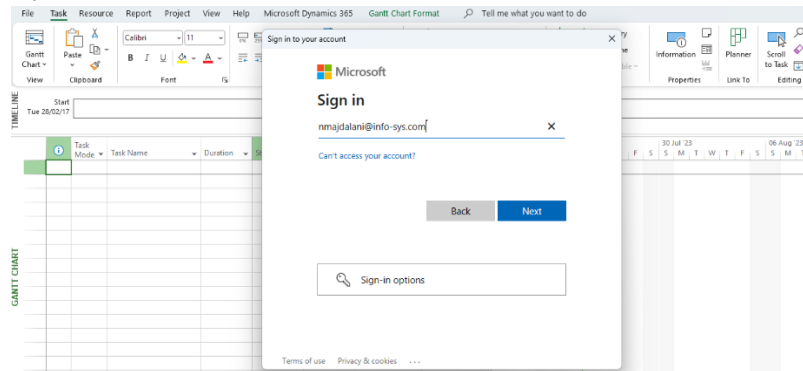 File Task Resource Report Project View Help Microsoft Dynamics 365 Gantt Chart Format Tell me what you want to do
Calibri 11
Gantt Chart
Paste
B I U A
View Clipboard Font
Information
Planner
Scroll to Task
Properties Link To Editing
Sign in to your account
Microsoft
Sign in
nmajdalani@info-sys.com
Can't access your account?
Back Next
Sign-in options
Terms of use Privacy & cookies ...
TIMELINE
Start
Tue 28/02/17
Task Mode Task Name Duration
30 Jul '23 06 Aug '23
F S S M T W T F S S M
GANTT CHART